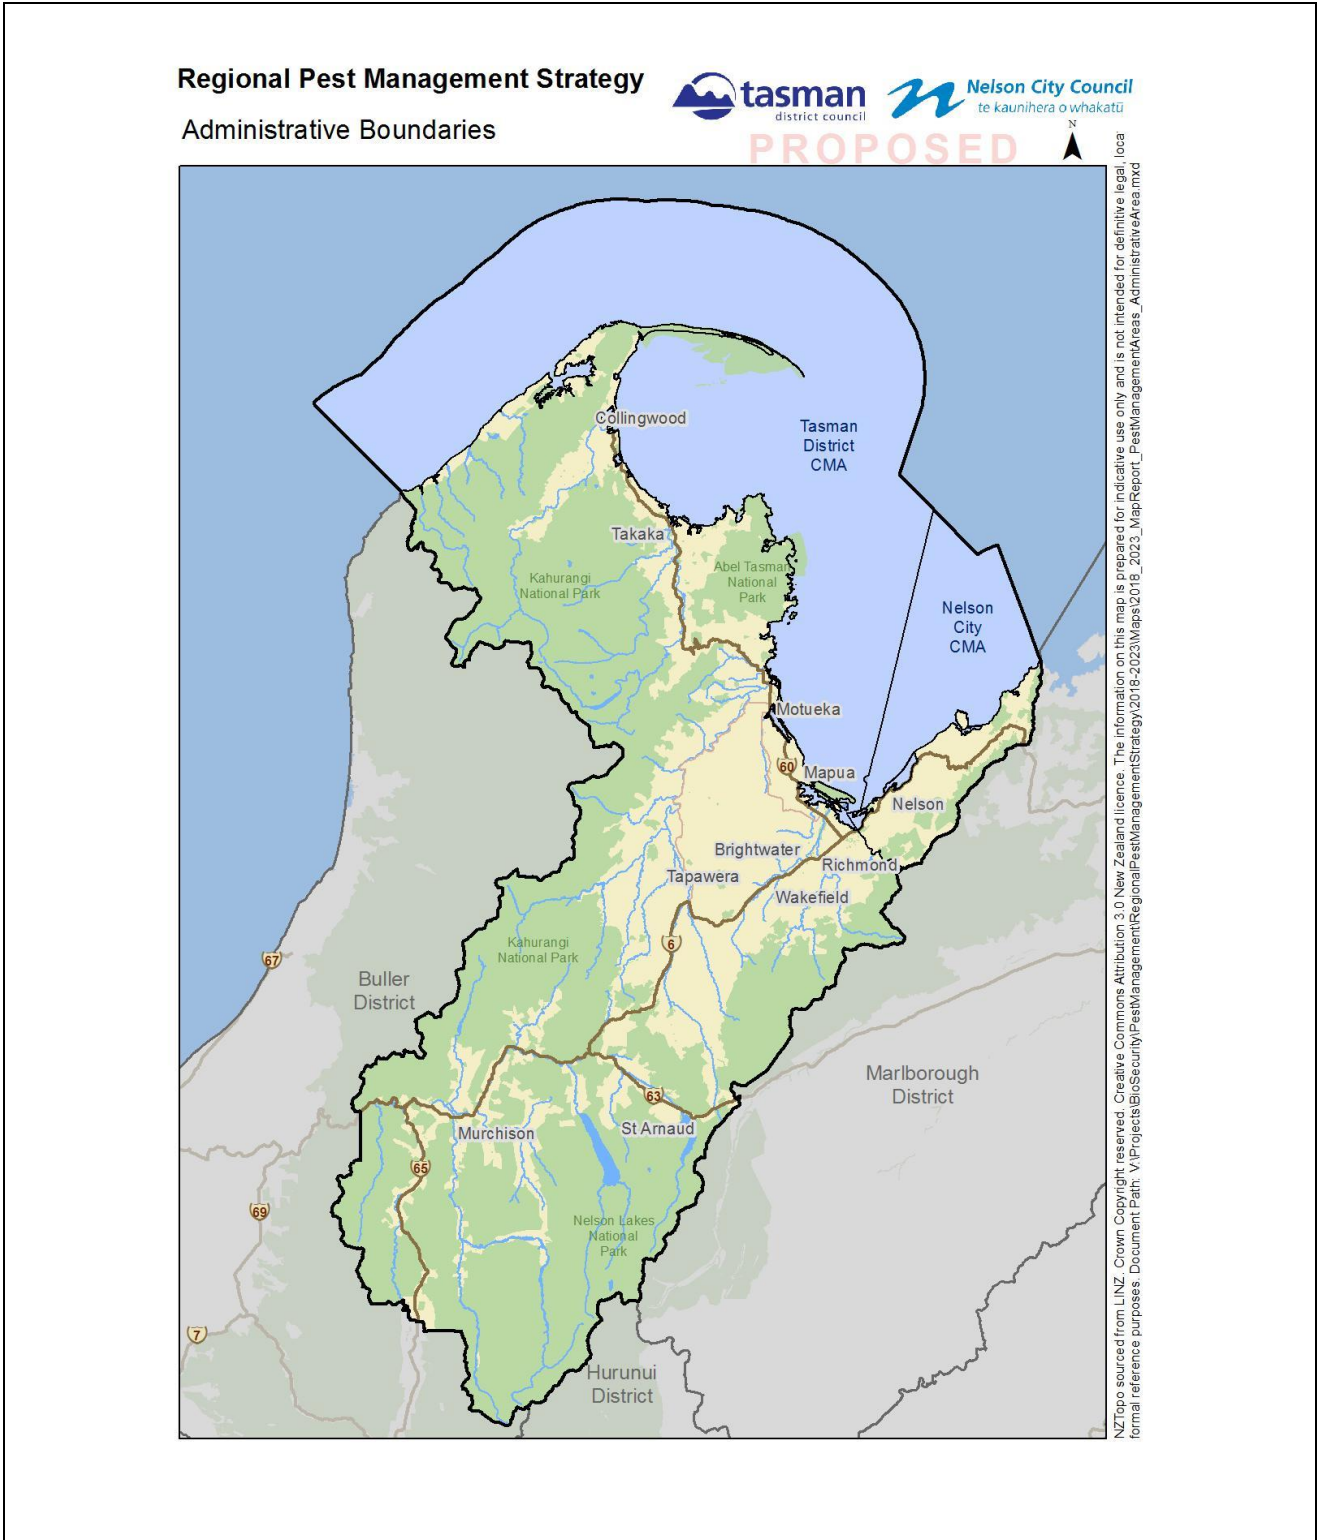 Regional Pest Management Strategy
Administrative Boundaries
tasman
district council
Nelson City Council
te kaunihera o whakatū
PROPOSED
N
Collingwood
Tasman
District
CMA
Takaka
Kahurangi
National Park
Abel Tasman
National
Park
Nelson
City
CMA
Motueka
60
Mapua
Nelson
Brightwater
Richmond
Tapawera
Wakefield
6
Kahurangi
National Park
67
Buller
District
Marlborough
District
63
Murchison
St Arnaud
65
69
Nelson Lakes
National
Park
7
Hurunui
District
NZTopo sourced from LINZ. Crown Copyright reserved. Creative Commons Attribution 3.0 New Zealand licence. The information on this map is prepared for indicative use only and is not intended for definitive legal, loca
formal reference purposes. Document Path: V:\Projects\BioSecurity\PestManagement\RegionalPestManagementStrategy\2018-2023\Maps\2018_2023_MapReport_PestManagementAreas_AdministrativeArea.mxd